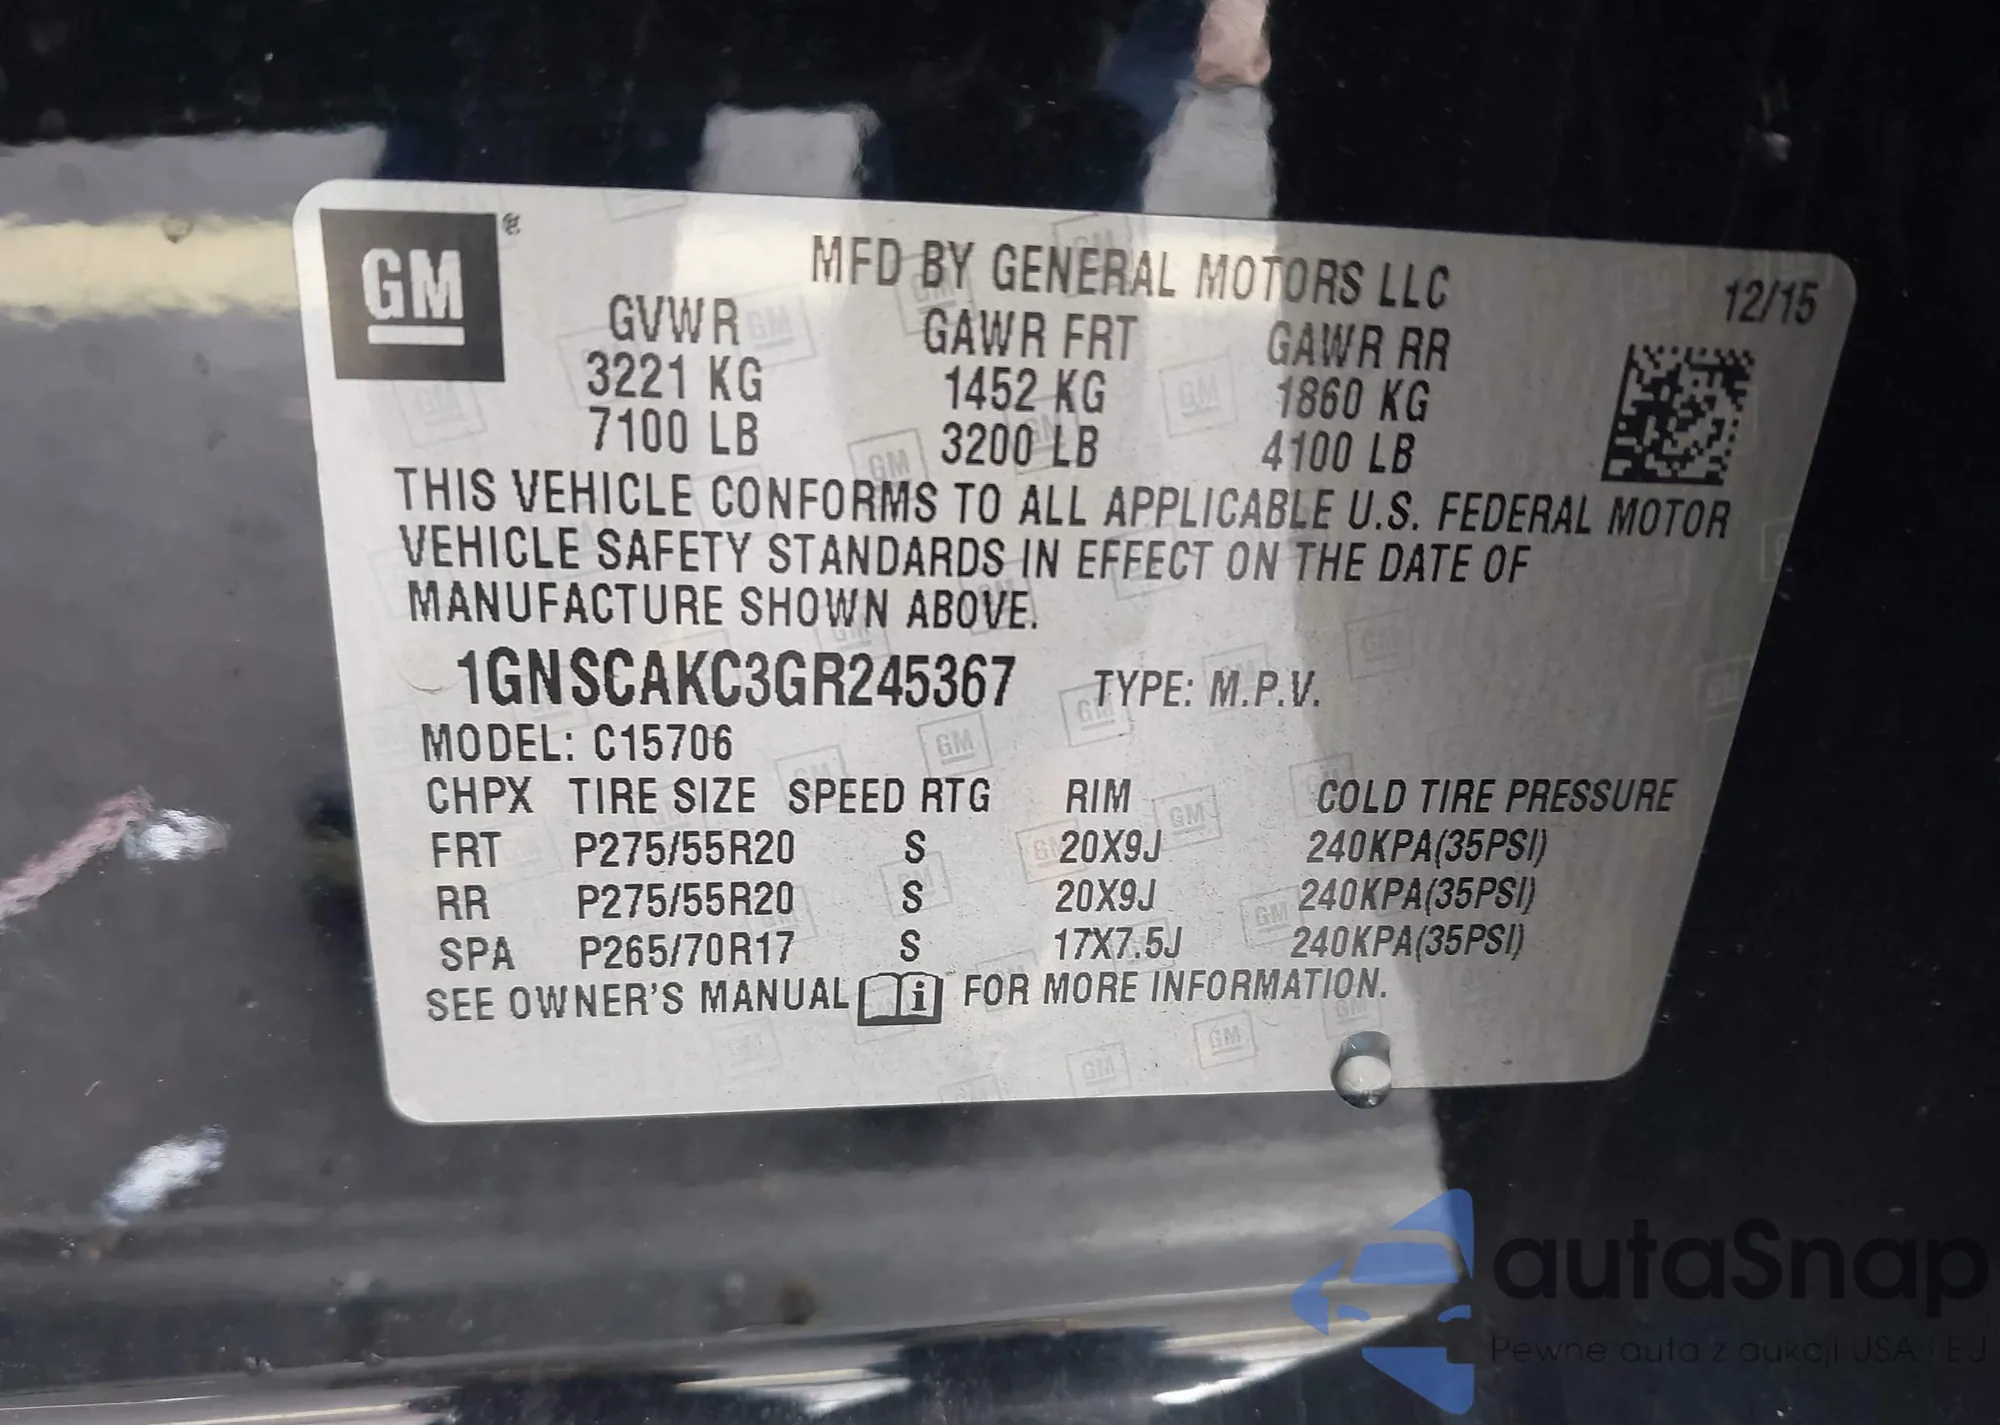 GM®
MFD BY GENERAL MOTORS LLC 12/15
GVWR GAWR FRT GAWR RR
3221 KG 1452 KG 1860 KG
7100 LB 3200 LB 4100 LB
THIS VEHICLE CONFORMS TO ALL APPLICABLE U.S. FEDERAL MOTOR
VEHICLE SAFETY STANDARDS IN EFFECT ON THE DATE OF
MANUFACTURE SHOWN ABOVE.
1GNSCAKC3GR245367 TYPE: M.P.V.
MODEL: C15706
CHPX TIRE SIZE SPEED RTG RIM COLD TIRE PRESSURE
FRT P275/55R20 S 20X9J 240KPA(35PSI)
RR P275/55R20 S 20X9J 240KPA(35PSI)
SPA P265/70R17 S 17X7.5J 240KPA(35PSI)
SEE OWNER'S MANUAL i FOR MORE INFORMATION.
autaSnap
Pewne auta z aukcji USA i EU